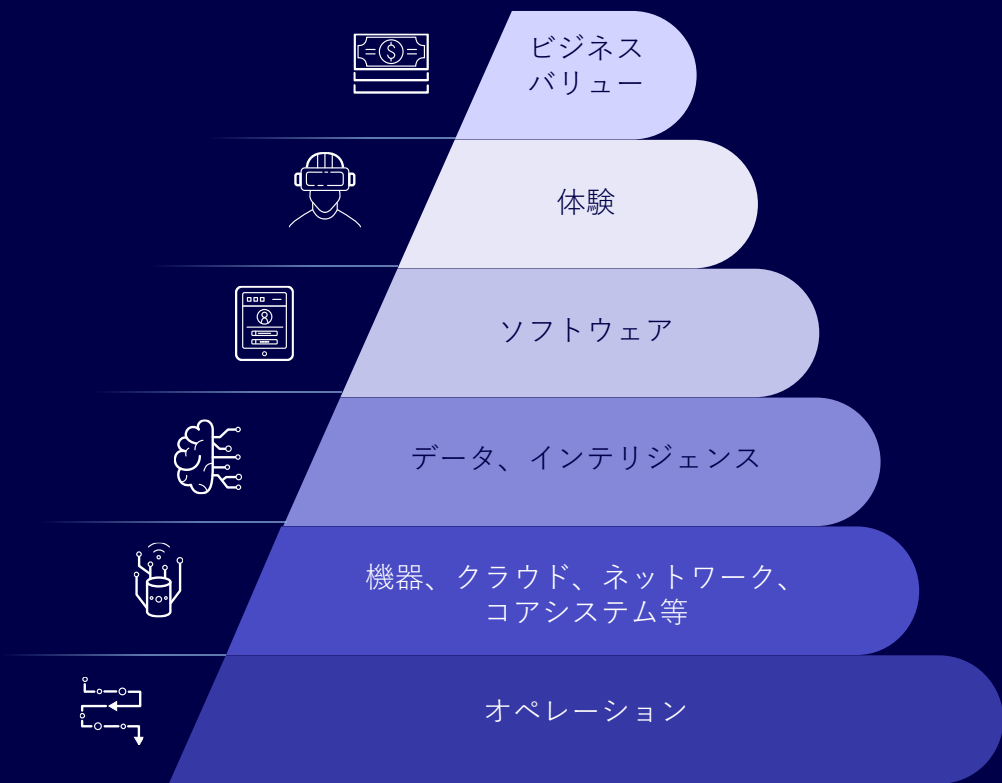 $
ビジネス
バリュー
体験
ソフトウェア
データ、インテリジェンス
機器、クラウド、ネットワーク、
コアシステム等
オペレーション